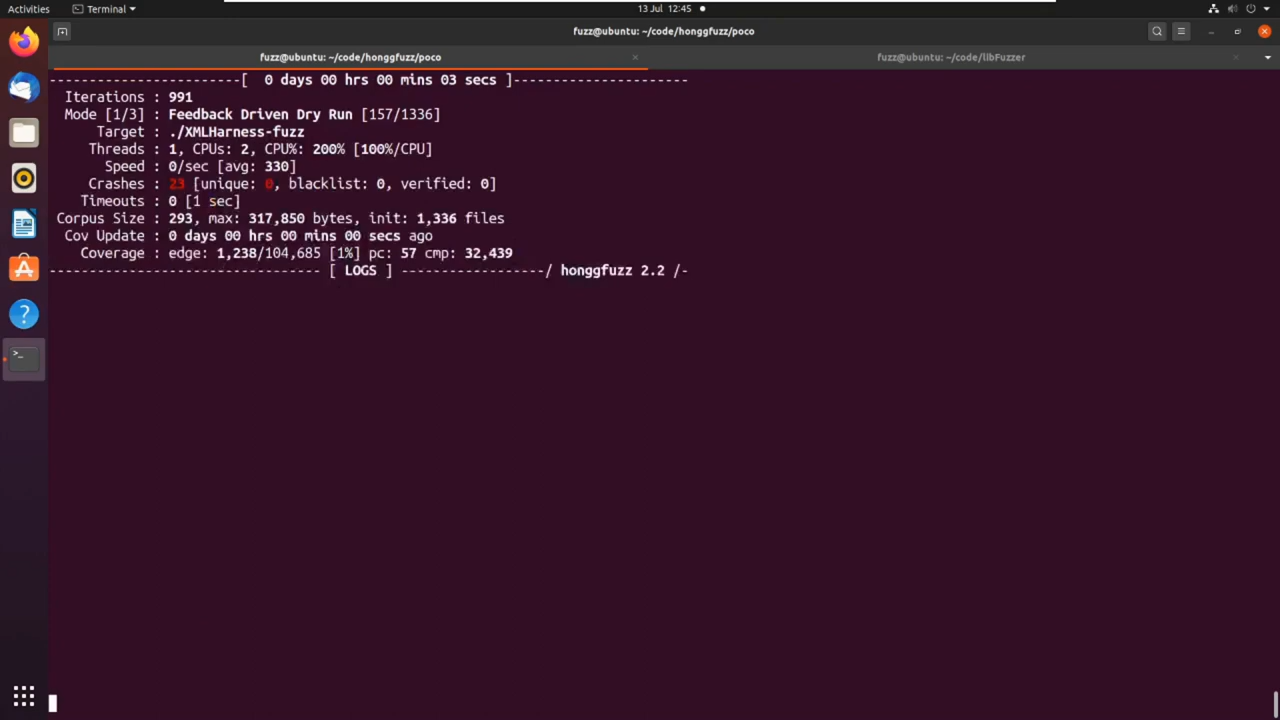 Activities Terminal 13 Jul 12:45
fuzz@ubuntu: ~/code/honggfuzz/poco
fuzz@ubuntu: ~/code/honggfuzz/poco fuzz@ubuntu: ~/code/libFuzzer
-----------------------[  0 days 00 hrs 00 mins 03 secs ]----------------------
Iterations : 991
Mode [1/3] : Feedback Driven Dry Run [157/1336]
Target : ./XMLHarness-fuzz
Threads : 1, CPUs: 2, CPU%: 200% [100%/CPU]
Speed : 0/sec [avg: 330]
Crashes : 23 [unique: 0, blacklist: 0, verified: 0]
Timeouts : 0 [1 sec]
Corpus Size : 293, max: 317,850 bytes, init: 1,336 files
Cov Update : 0 days 00 hrs 00 mins 00 secs ago
Coverage : edge: 1,238/104,685 [1%] pc: 57 cmp: 32,439
---------------------------------- [ LOGS ] ------------------/ honggfuzz 2.2 /-